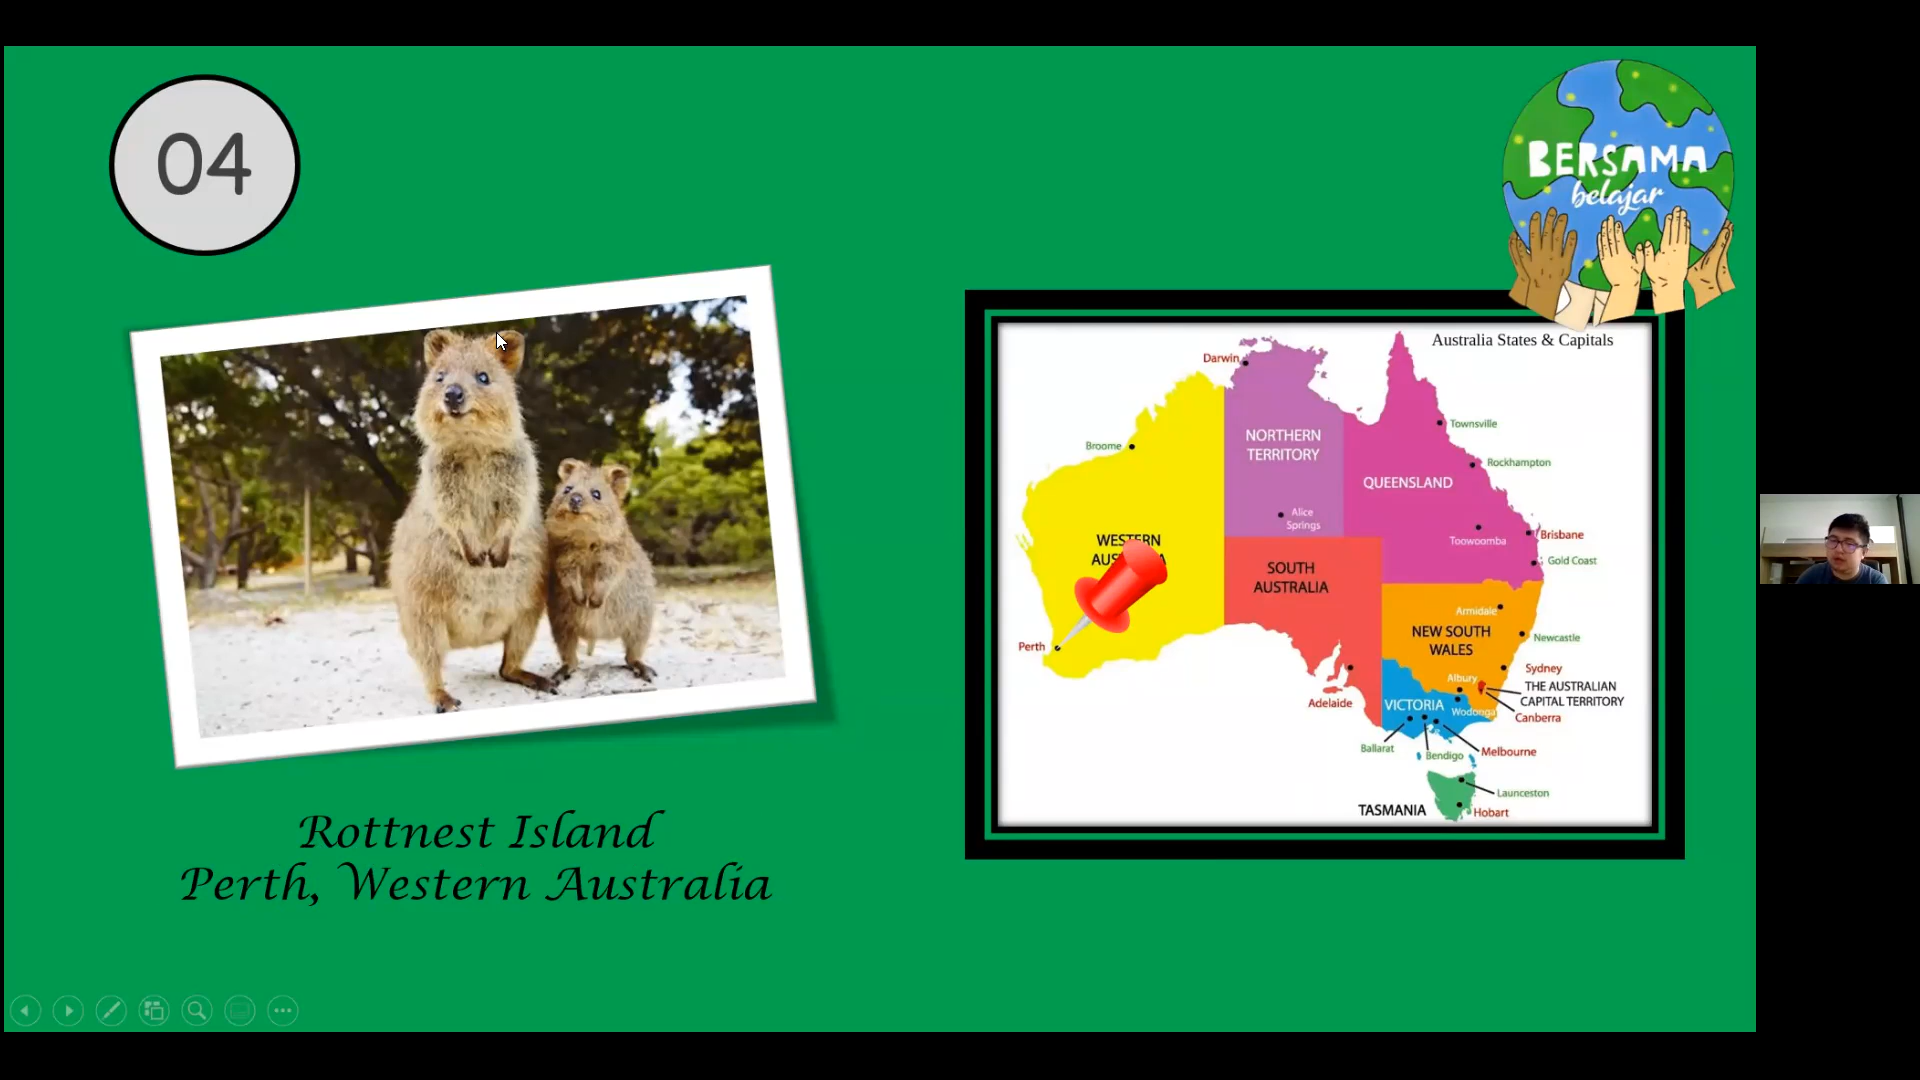 04
BERSAMA
belajar
Rottnest Island
Perth, Western Australia
Australia States & Capitals
Darwin
Broome
NORTHERN
TERRITORY
Townsville
Rockhampton
QUEENSLAND
Alice
Springs
WESTERN
Toowoomba
Brisbane
Gold Coast
SOUTH
AUSTRALIA
Armidale
NEW SOUTH
WALES
Newcastle
Perth
Sydney
Albury
THE AUSTRALIAN
CAPITAL TERRITORY
Adelaide
VICTORIA
Wodonga
Canberra
Ballarat
Bendigo
Melbourne
Launceston
TASMANIA
Hobart